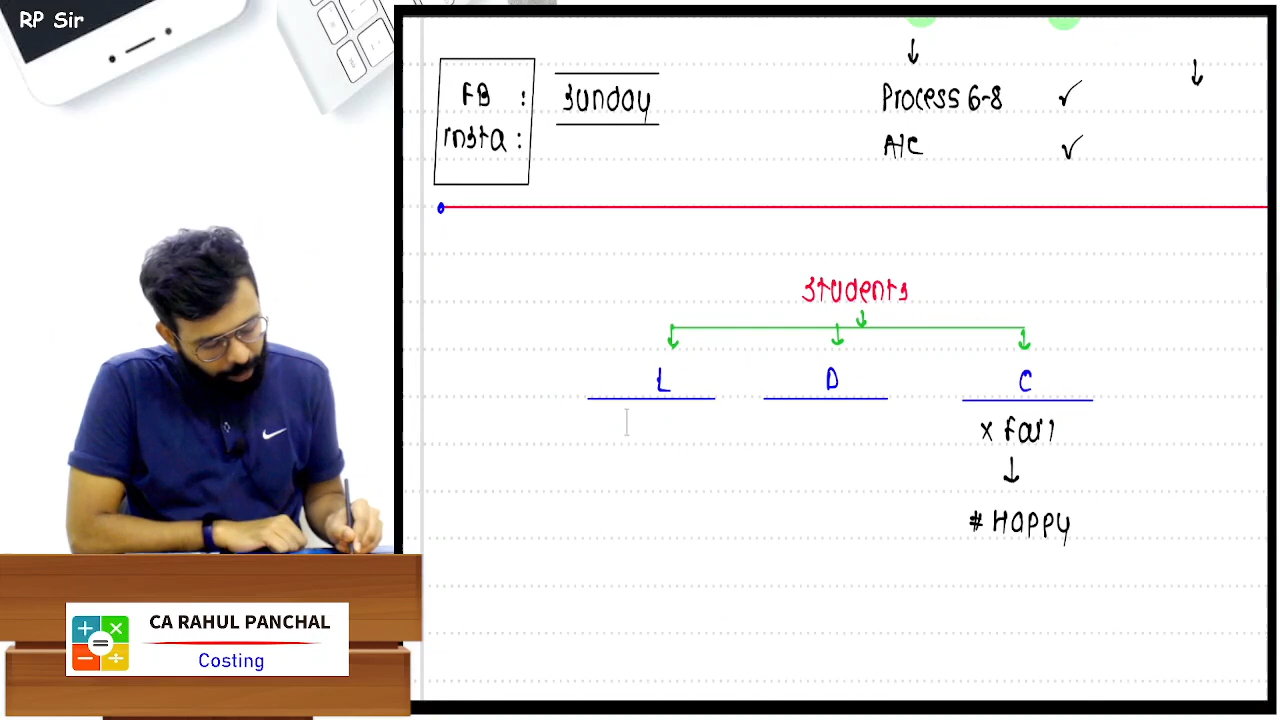 RP Sir
FB :
Insta :
Sunday
Process 6-8 ✓
A/C ✓
Students
L D C
x Fail
# Happy
CA RAHUL PANCHAL
Costing